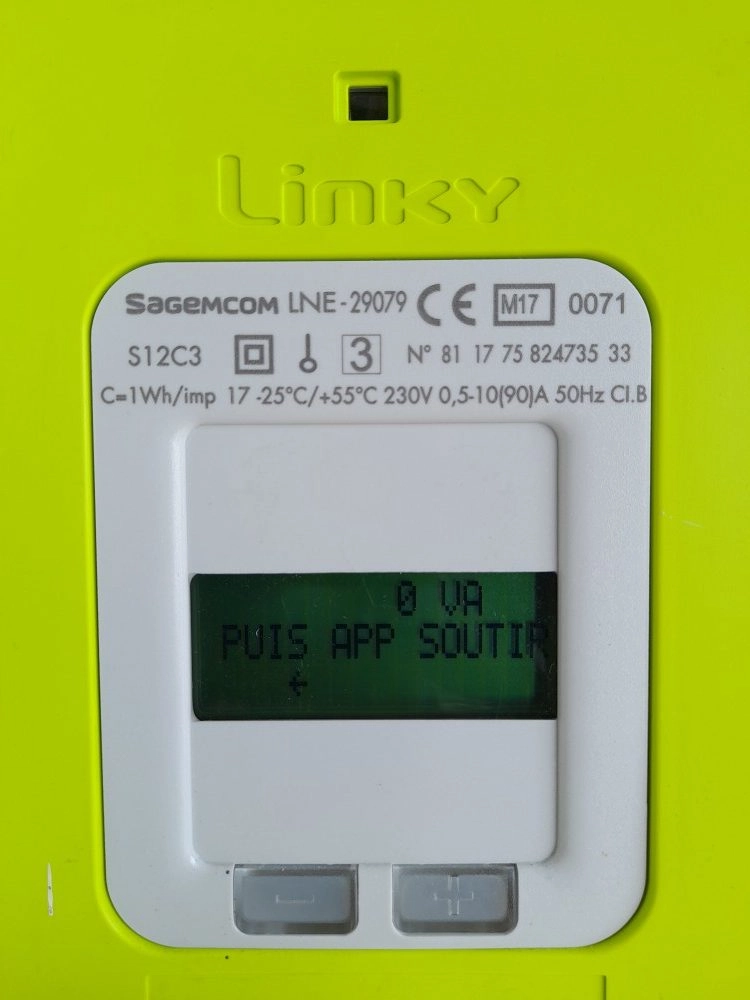 Linky
SAGEMCOM LNE-29079 CE M17 0071
S12C3 3 N° 81 17 75 824735 33
C=1Wh/imp 17 -25°C/+55°C 230V 0,5-10(90)A 50Hz Cl.B
0 VA
PUIS APP SOUTIR
←
- +